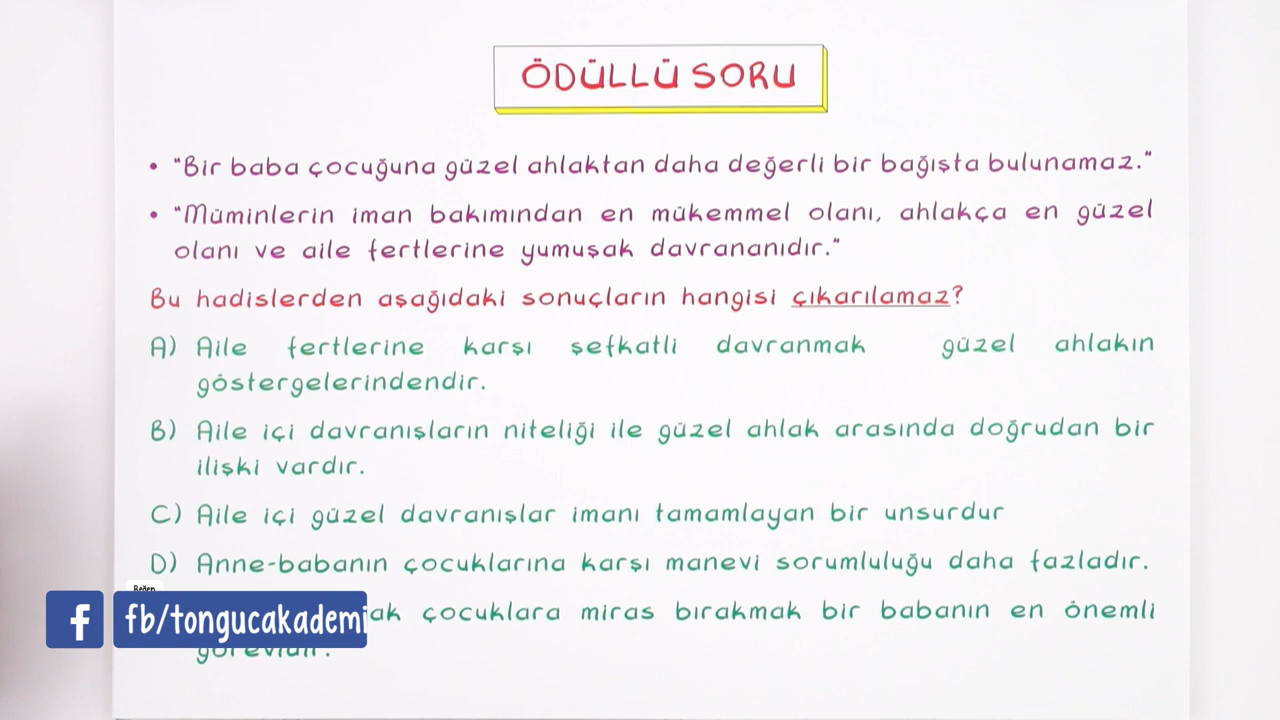 ÖDÜLLÜ SORU
• "Bir baba çocuğuna güzel ahlaktan daha değerli bir bağışta bulunamaz."
• "Müminlerin iman bakımından en mükemmel olanı, ahlakça en güzel
olanı ve aile fertlerine yumuşak davrananıdır."
Bu hadislerden aşağıdaki sonuçların hangisi çıkarılamaz?
A) Aile fertlerine karşı şefkatli davranmak güzel ahlakın
göstergelerindendir.
B) Aile içi davranışların niteliği ile güzel ahlak arasında doğrudan bir
ilişki vardır.
C) Aile içi güzel davranışlar imanı tamamlayan bir unsurdur
D) Anne-babanın çocuklarına karşı manevi sorumluluğu daha fazladır.
Beğen
f fb/tongucakademi çocuklara miras bırakmak bir babanın en önemli